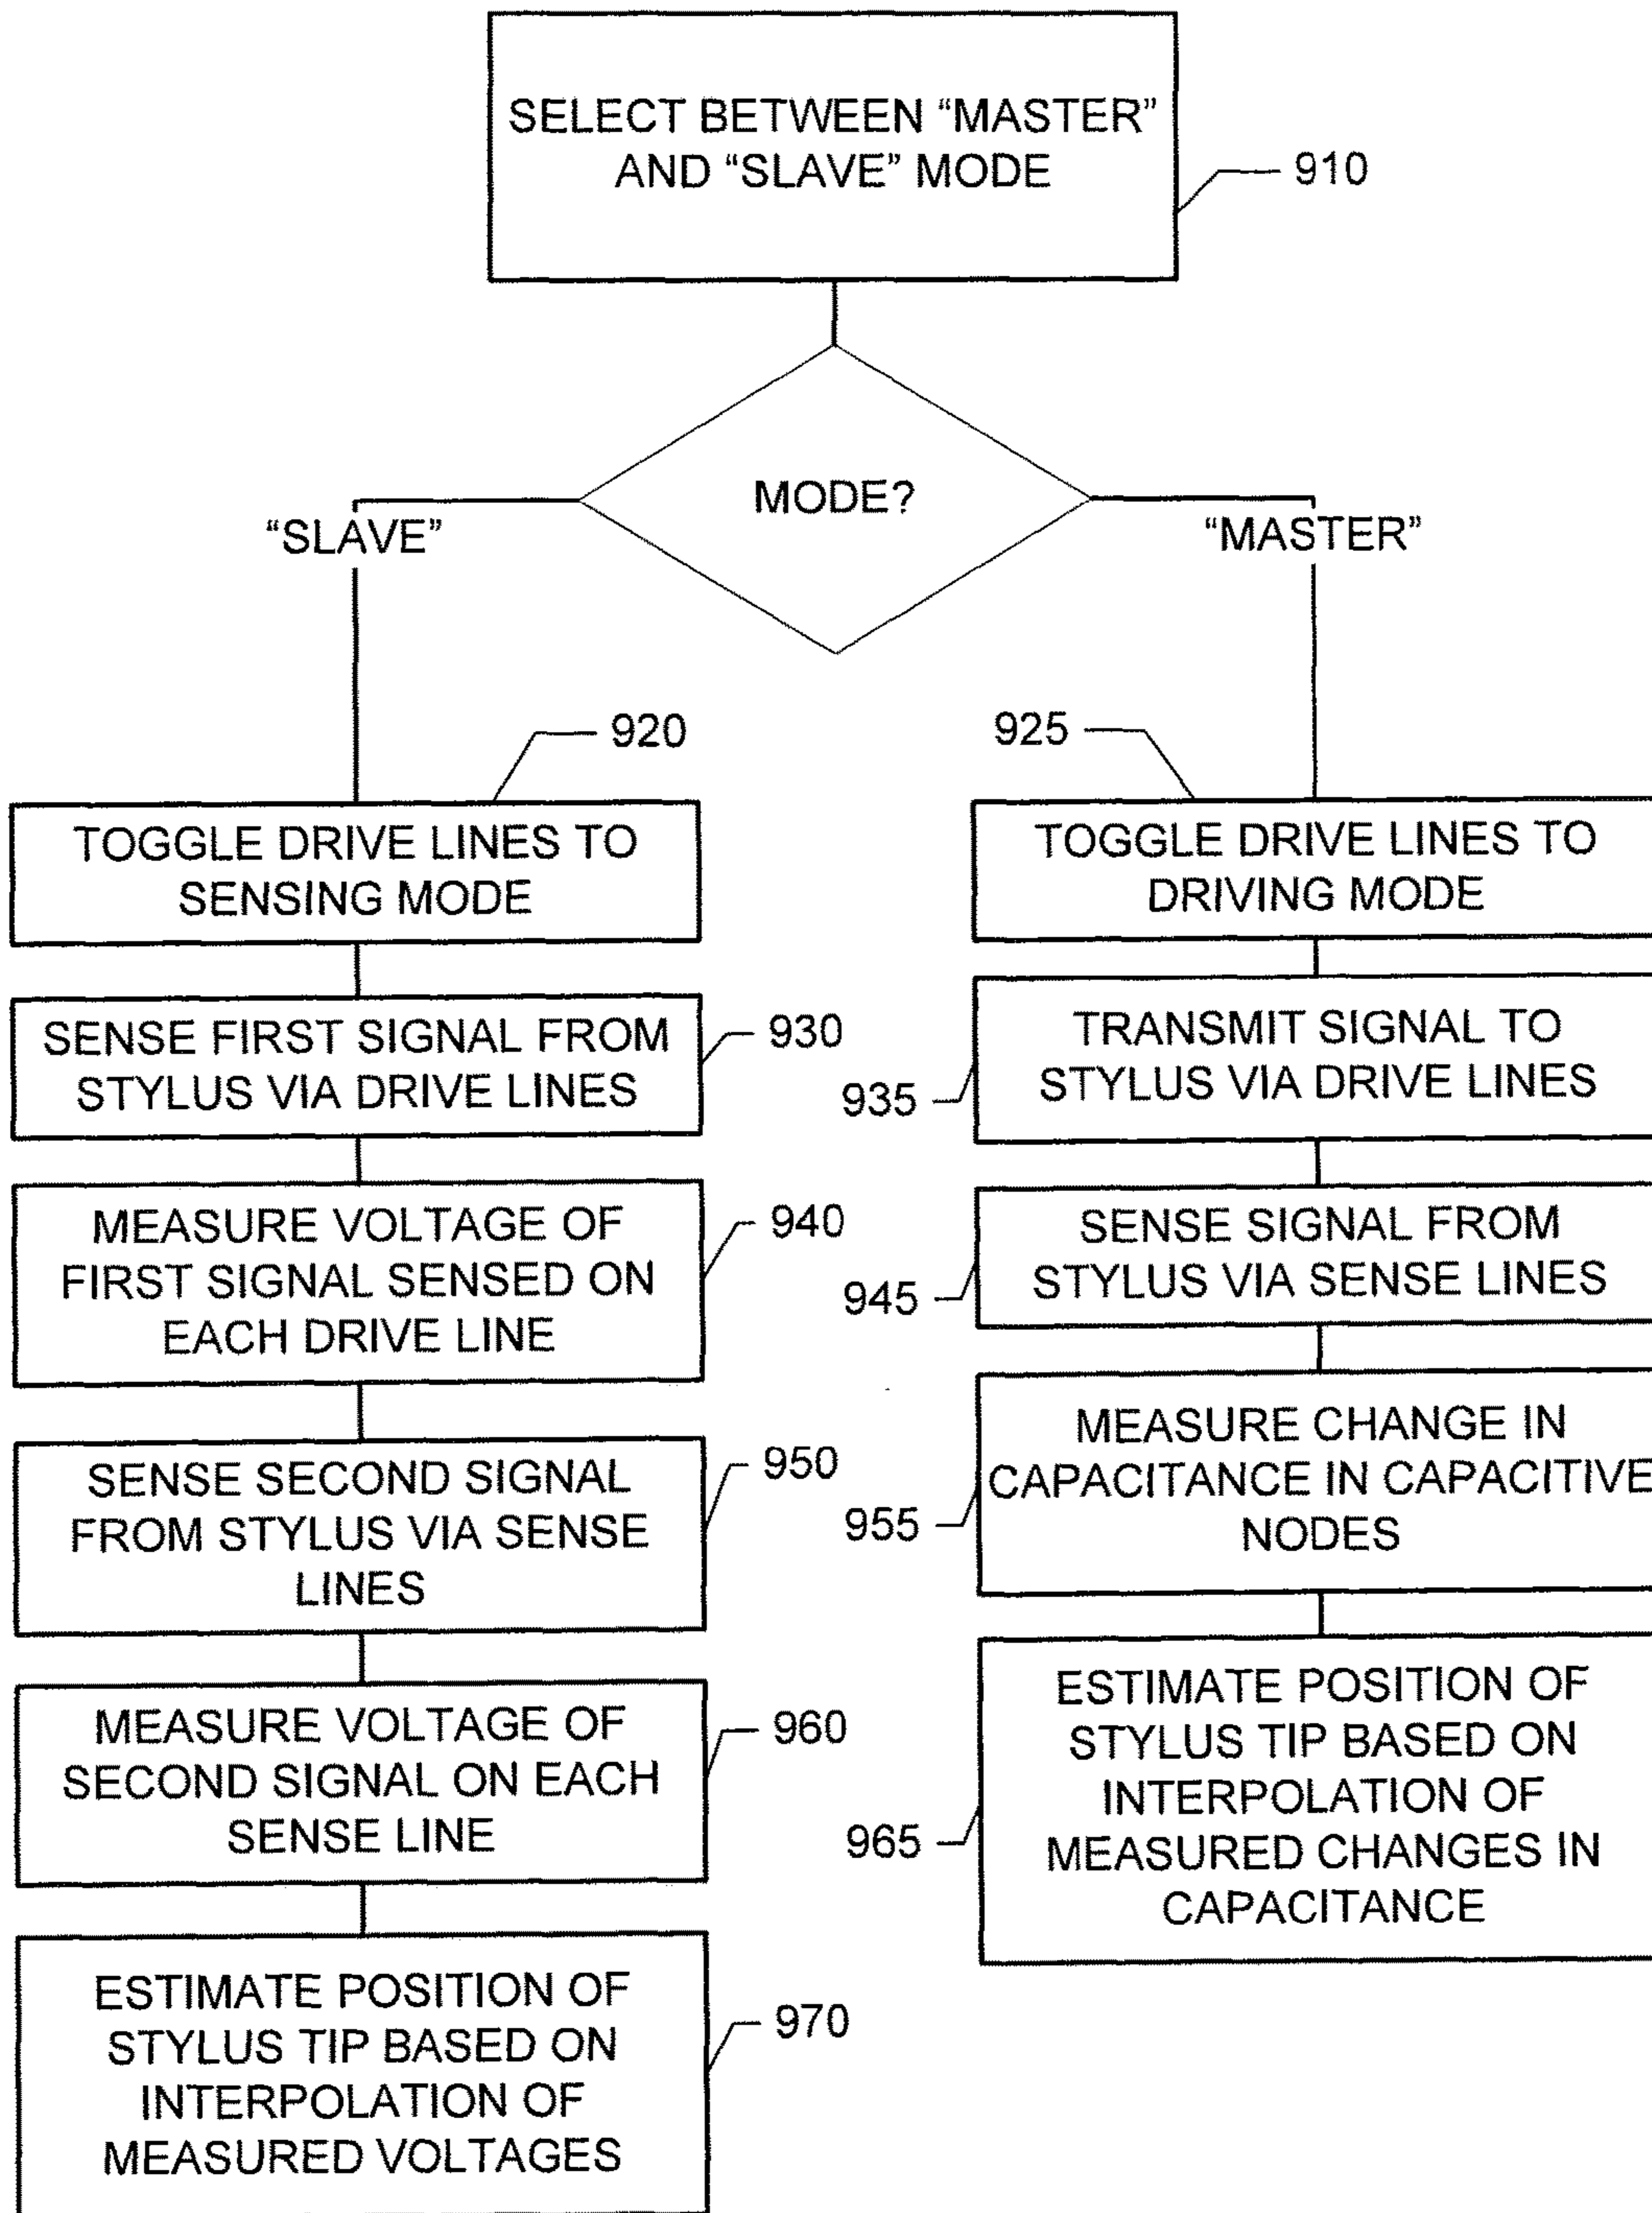 SELECT BETWEEN “MASTER”
AND “SLAVE” MODE
910
MODE?
“SLAVE”
“MASTER”
920
TOGGLE DRIVE LINES TO
SENSING MODE
SENSE FIRST SIGNAL FROM
STYLUS VIA DRIVE LINES
930
MEASURE VOLTAGE OF
FIRST SIGNAL SENSED ON
EACH DRIVE LINE
940
SENSE SECOND SIGNAL
FROM STYLUS VIA SENSE
LINES
950
MEASURE VOLTAGE OF
SECOND SIGNAL ON EACH
SENSE LINE
960
ESTIMATE POSITION OF
STYLUS TIP BASED ON
INTERPOLATION OF
MEASURED VOLTAGES
970
925
TOGGLE DRIVE LINES TO
DRIVING MODE
TRANSMIT SIGNAL TO
STYLUS VIA DRIVE LINES
935
SENSE SIGNAL FROM
STYLUS VIA SENSE LINES
945
MEASURE CHANGE IN
CAPACITANCE IN CAPACITIVE
NODES
955
ESTIMATE POSITION OF
STYLUS TIP BASED ON
INTERPOLATION OF
MEASURED CHANGES IN
CAPACITANCE
965